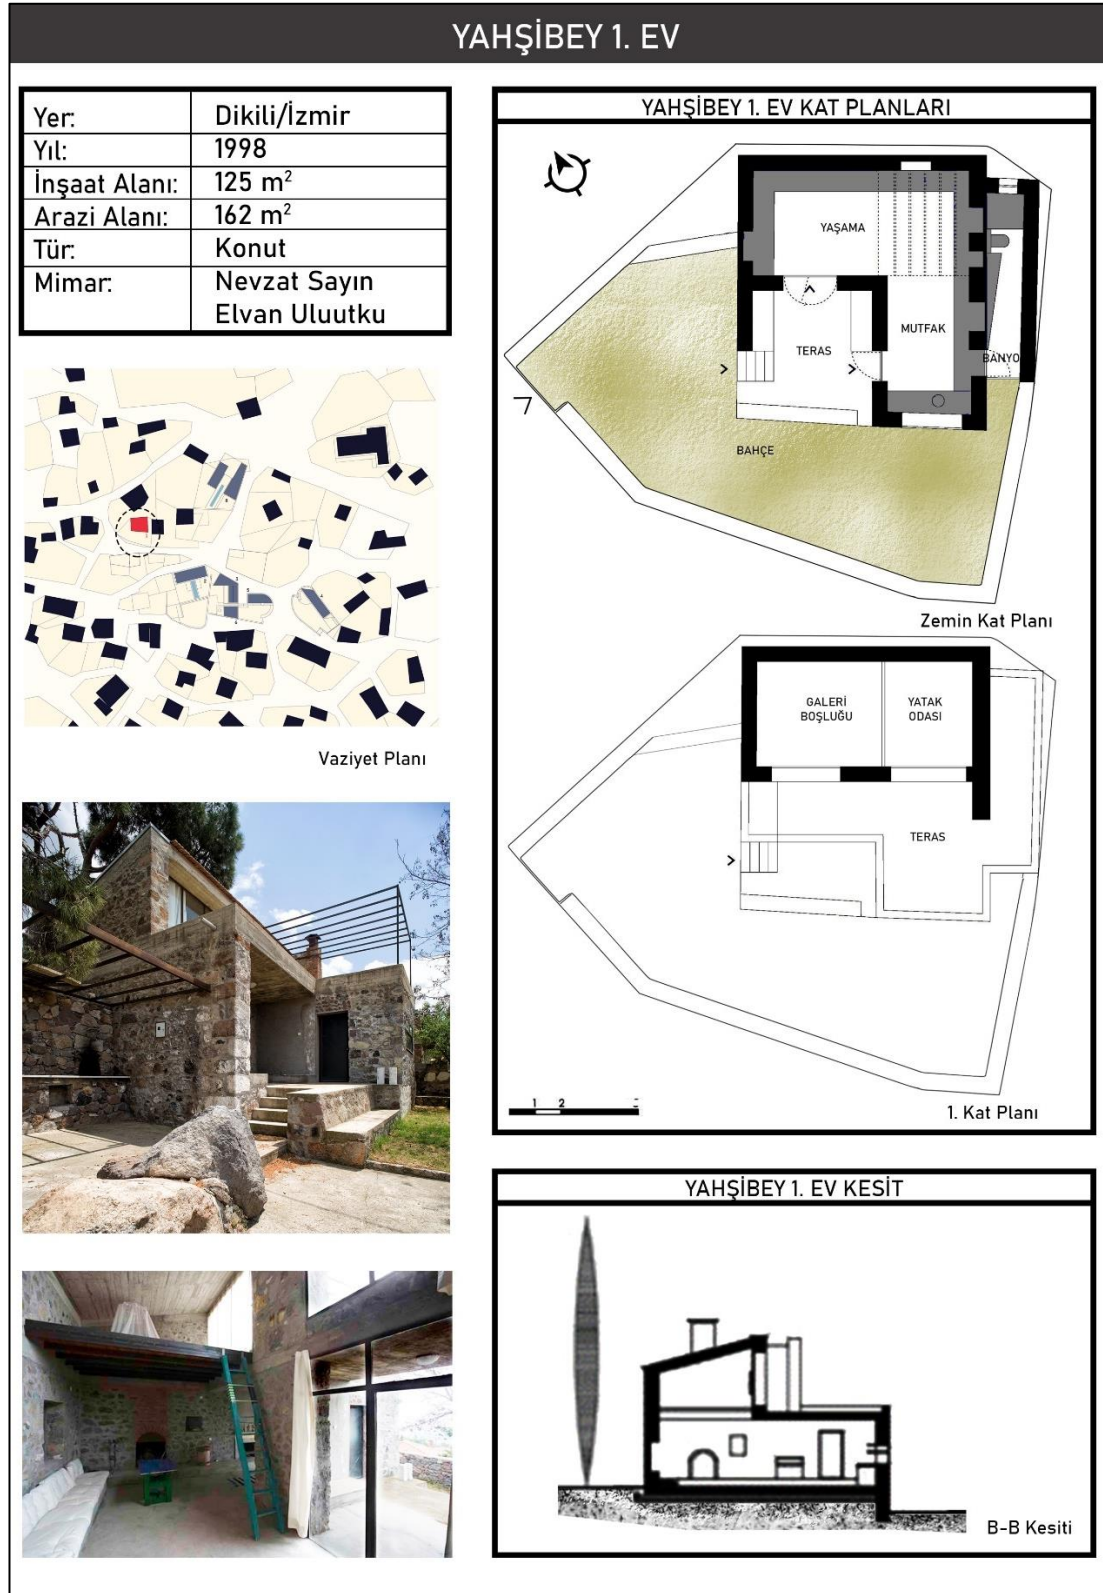 YAHŞİBEY 1. EV
Yer: Dikili/İzmir
Yıl: 1998
İnşaat Alanı: 125 m²
Arazi Alanı: 162 m²
Tür: Konut
Mimar: Nevzat Sayın
Elvan Uluutku
Vaziyet Planı
YAHŞİBEY 1. EV KAT PLANLARI
YAŞAMA
MUTFAK
TERAS
BANYO
BAHÇE
Zemin Kat Planı
GALERİ
BOŞLUĞU
YATAK
ODASI
TERAS
1 2
1. Kat Planı
YAHŞİBEY 1. EV KESİT
B-B Kesiti